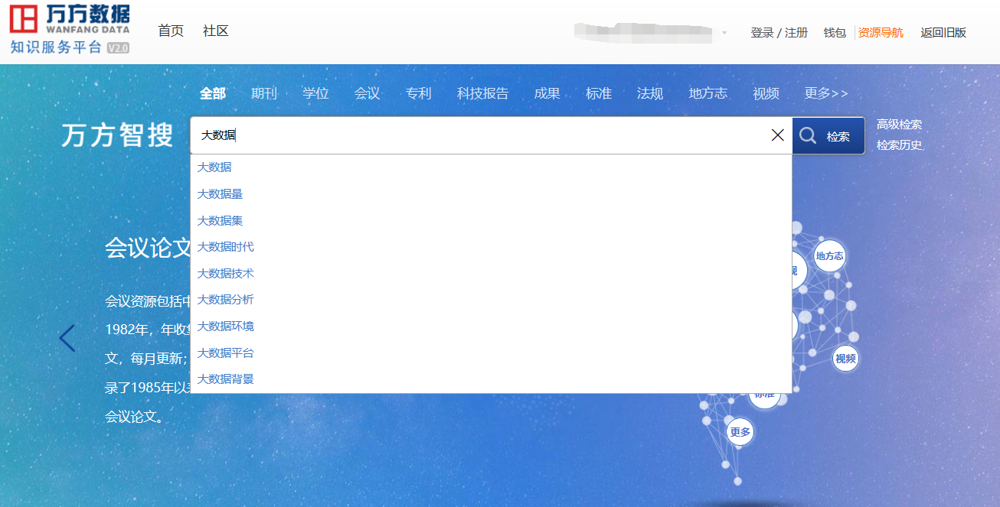 万方数据
WANFANG DATA
知识服务平台 V2.0
首页 社区
登录 / 注册 钱包 资源导航 返回旧版
全部 期刊 学位 会议 专利 科技报告 成果 标准 法规 地方志 视频 更多>>
万方智搜
大数据
检索
高级检索
检索历史
大数据
大数据量
大数据集
大数据时代
大数据技术
大数据分析
大数据环境
大数据平台
大数据背景
会议论文
会议资源包括中
1982年，年收集
文，每月更新；
录了1985年以来
会议论文。
地方志
视频
标准
更多